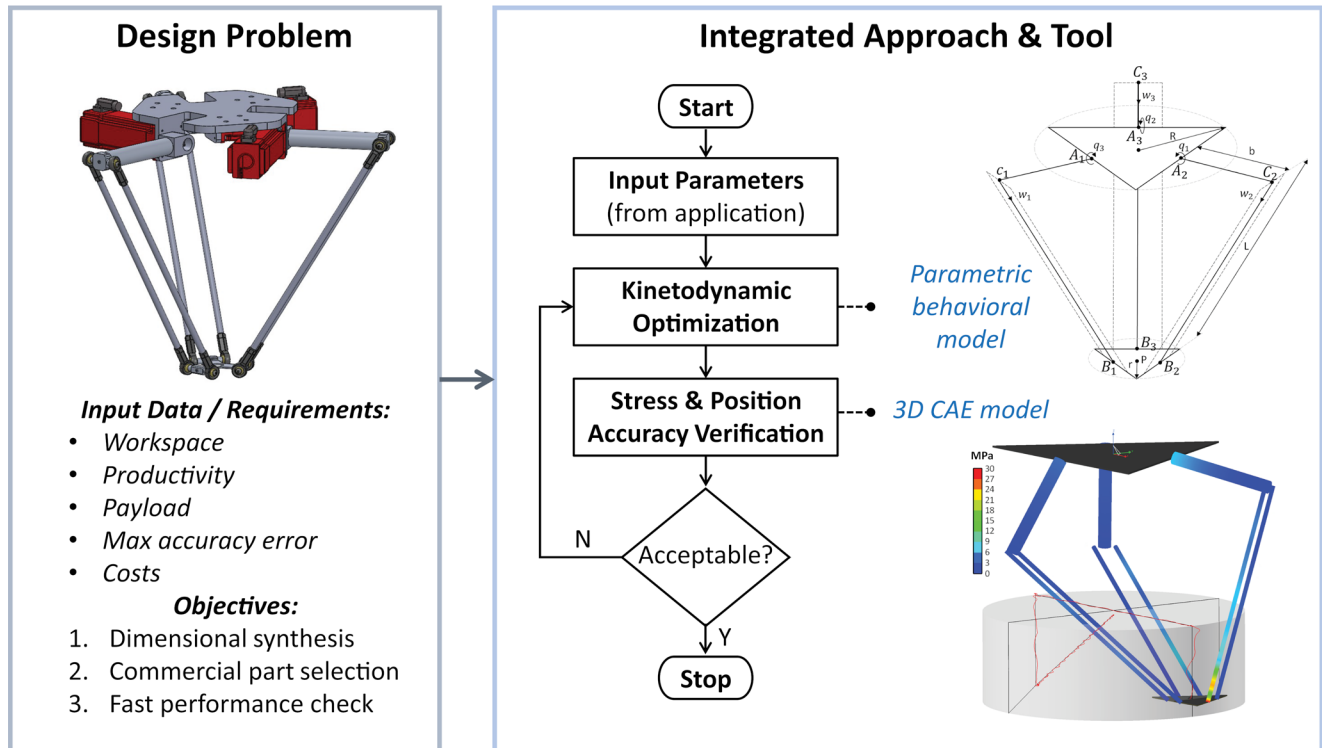 Design Problem
Input Data / Requirements:
• Workspace
• Productivity
• Payload
• Max accuracy error
• Costs
Objectives:
1. Dimensional synthesis
2. Commercial part selection
3. Fast performance check
Integrated Approach & Tool
Start
Input Parameters
(from application)
Kinetodynamic
Optimization
Stress & Position
Accuracy Verification
N
Acceptable?
Y
Stop
Parametric
behavioral
model
3D CAE model
C3
w3
q2
A3
R
q3
A1
q1
A2
b
c1
C2
w1
w2
L
B3
r
P
B1
B2
MPa
30
27
24
21
18
15
12
9
6
3
0